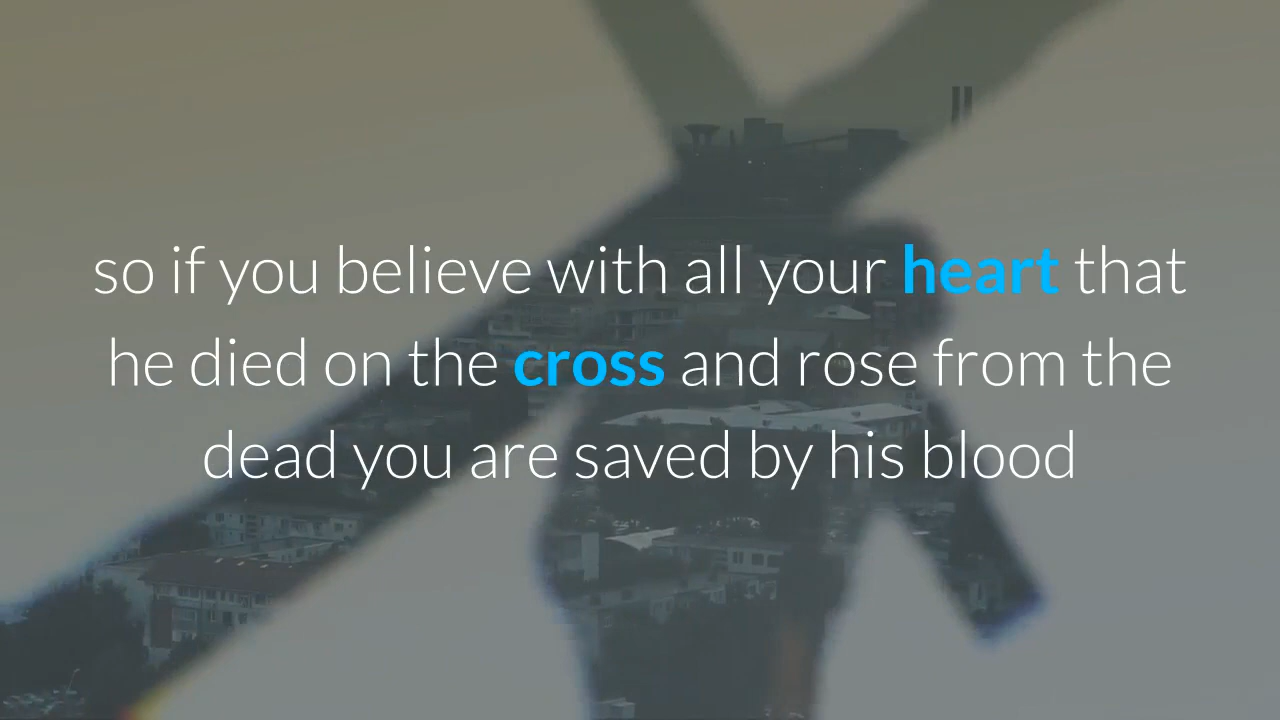 so if you believe with all your heart that
he died on the cross and rose from the
dead you are saved by his blood